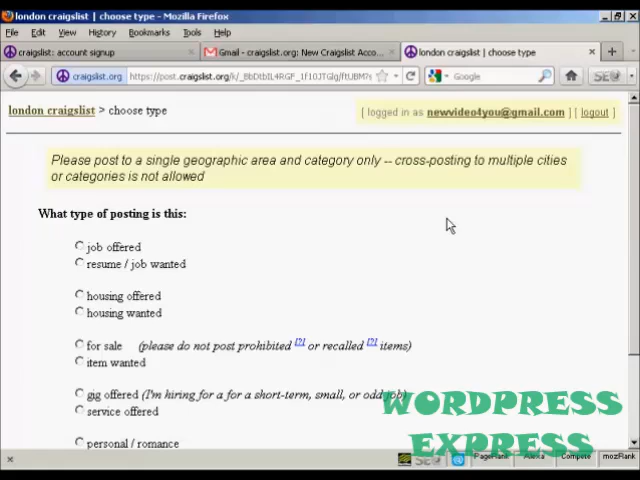 london craigslist | choose type - Mozilla Firefox
File Edit View History Bookmarks Tools Help
craigslist: account signup
Gmail - craigslist.org: New Craigslist Acco...
london craigslist | choose type
craigslist.org
Google
london craigslist > choose type
[ logged in as newvideo4you@gmail.com ] [ logout ]
Please post to a single geographic area and category only -- cross-posting to multiple cities
or categories is not allowed
What type of posting is this:
job offered
resume / job wanted
housing offered
housing wanted
for sale (please do not post prohibited [?] or recalled [?] items)
item wanted
gig offered (I'm hiring for a for a short-term, small, or odd job)
service offered
personal / romance
WORDPRESS
EXPRESS
PageRank Alexa Compete mozRank